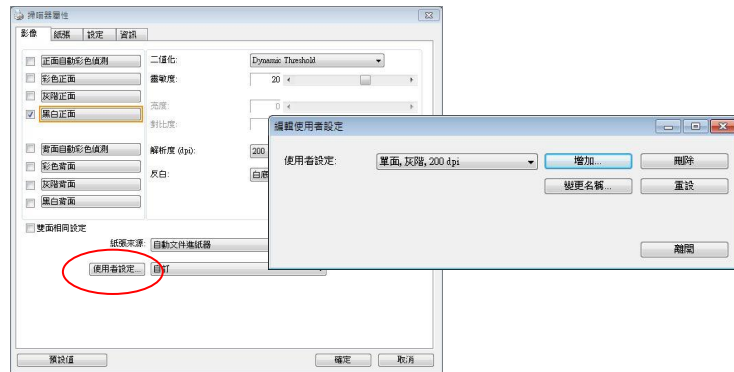 掃瞄器屬性
影像 紙張 設定 資訊
正面自動彩色偵測
彩色正面
灰階正面
黑白正面
背面自動彩色偵測
彩色背面
灰階背面
黑白背面
二值化: Dynamic Threshold
靈敏度: 20
亮度: 0
對比度:
解析度 (dpi): 200
反白: 白底
雙面相同設定
紙張來源: 自動文件進紙器
使用者設定... 自訂
預設值 確定 取消
編輯使用者設定
使用者設定: 單面, 灰階, 200 dpi 增加... 刪除
變更名稱... 重設
離開